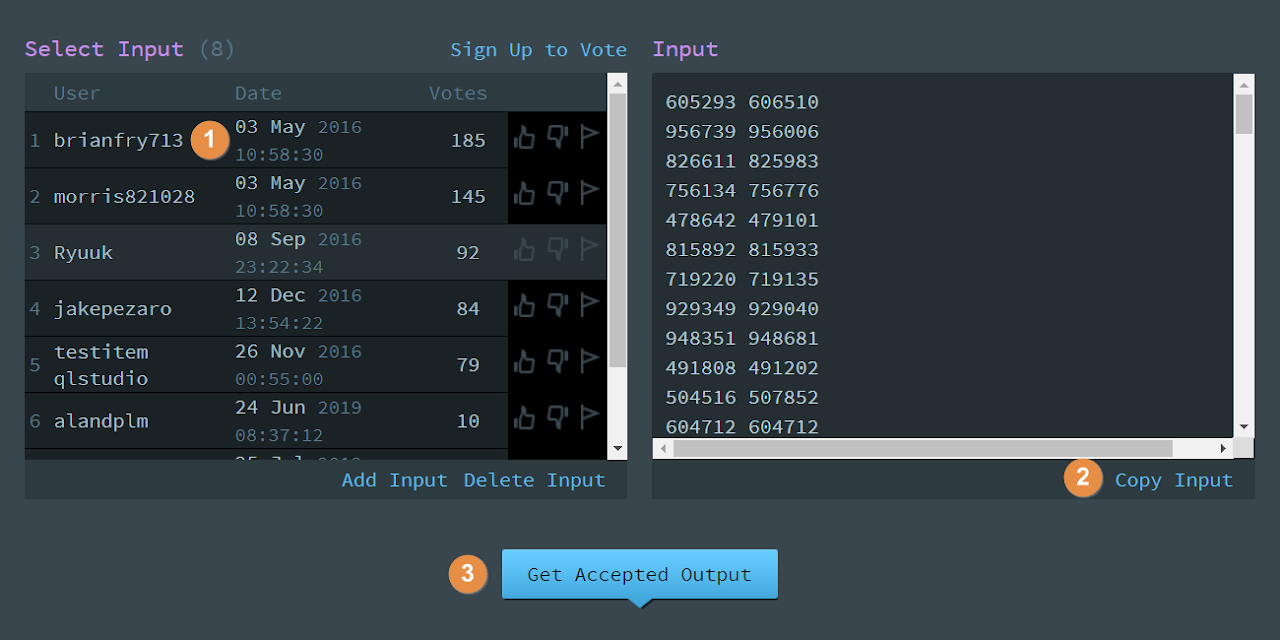 Select Input (8)
Sign Up to Vote
User Date Votes
1 brianfry713 1 03 May 2016 185
10:58:30
2 morris821028 03 May 2016 145
10:58:30
3 Ryuuk 08 Sep 2016 92
23:22:34
4 jakepezaro 12 Dec 2016 84
13:54:22
5 testitem qlstudio 26 Nov 2016 79
00:55:00
6 alandplm 24 Jun 2019 10
08:37:12
Add Input Delete Input
Input
605293 606510
956739 956006
826611 825983
756134 756776
478642 479101
815892 815933
719220 719135
929349 929040
948351 948681
491808 491202
504516 507852
604712 604712
2 Copy Input
3 Get Accepted Output